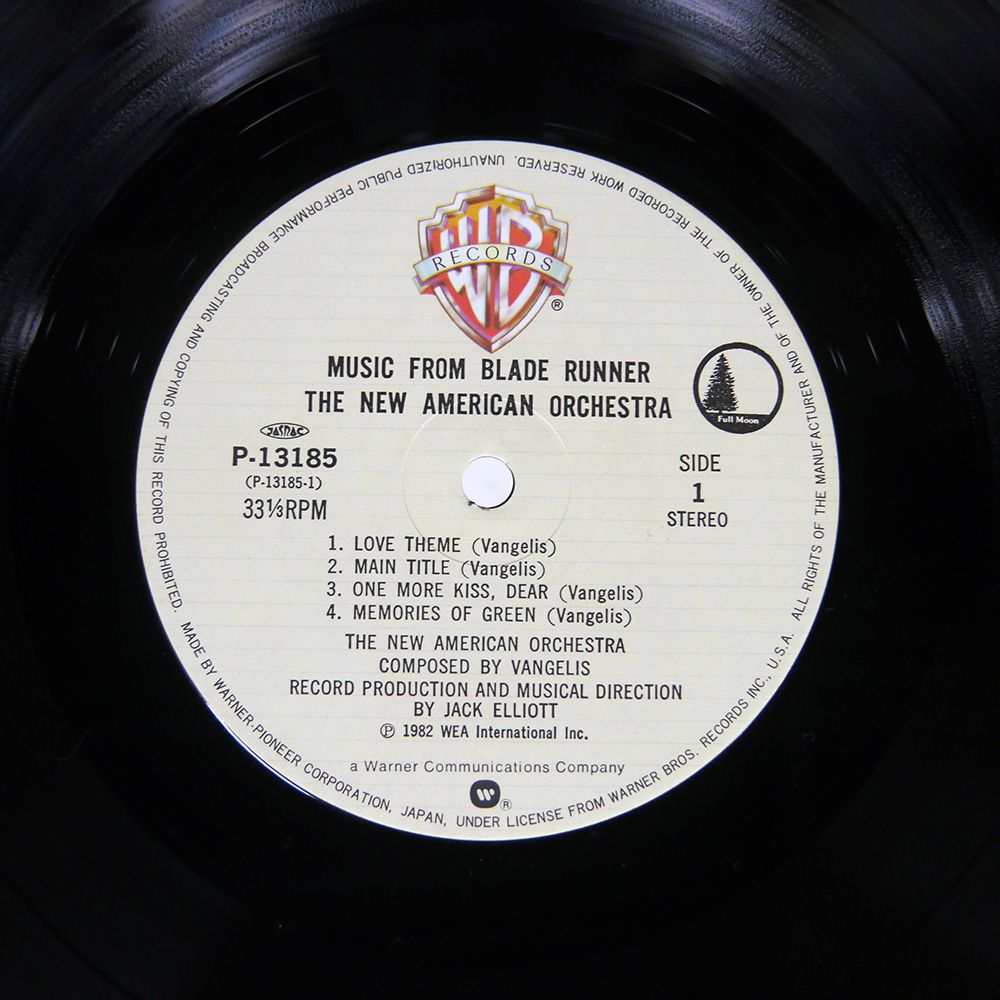 WB
RECORDS
®
MUSIC FROM BLADE RUNNER
THE NEW AMERICAN ORCHESTRA
Full Moon
JASRAC
P-13185
(P-13185-1)
33⅓RPM
SIDE
1
STEREO
1. LOVE THEME (Vangelis)
2. MAIN TITLE (Vangelis)
3. ONE MORE KISS, DEAR (Vangelis)
4. MEMORIES OF GREEN (Vangelis)
THE NEW AMERICAN ORCHESTRA
COMPOSED BY VANGELIS
RECORD PRODUCTION AND MUSICAL DIRECTION
BY JACK ELLIOTT
℗ 1982 WEA International Inc.
a Warner Communications Company
W ®
MADE BY WARNER-PIONEER CORPORATION, JAPAN, UNDER LICENSE FROM WARNER BROS. RECORDS INC., U.S.A. ALL RIGHTS OF THE MANUFACTURER AND OF THE OWNER OF THE RECORDED WORK RESERVED. UNAUTHORIZED PUBLIC PERFORMANCE BROADCASTING AND COPYING OF THIS RECORD PROHIBITED.